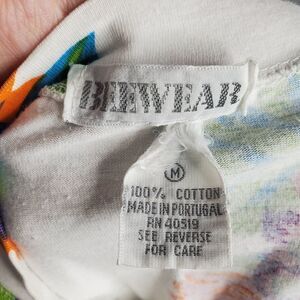 BEEWEAR
M
100% COTTON
MADE IN PORTUGAL
RN 40519
SEE REVERSE
FOR CARE